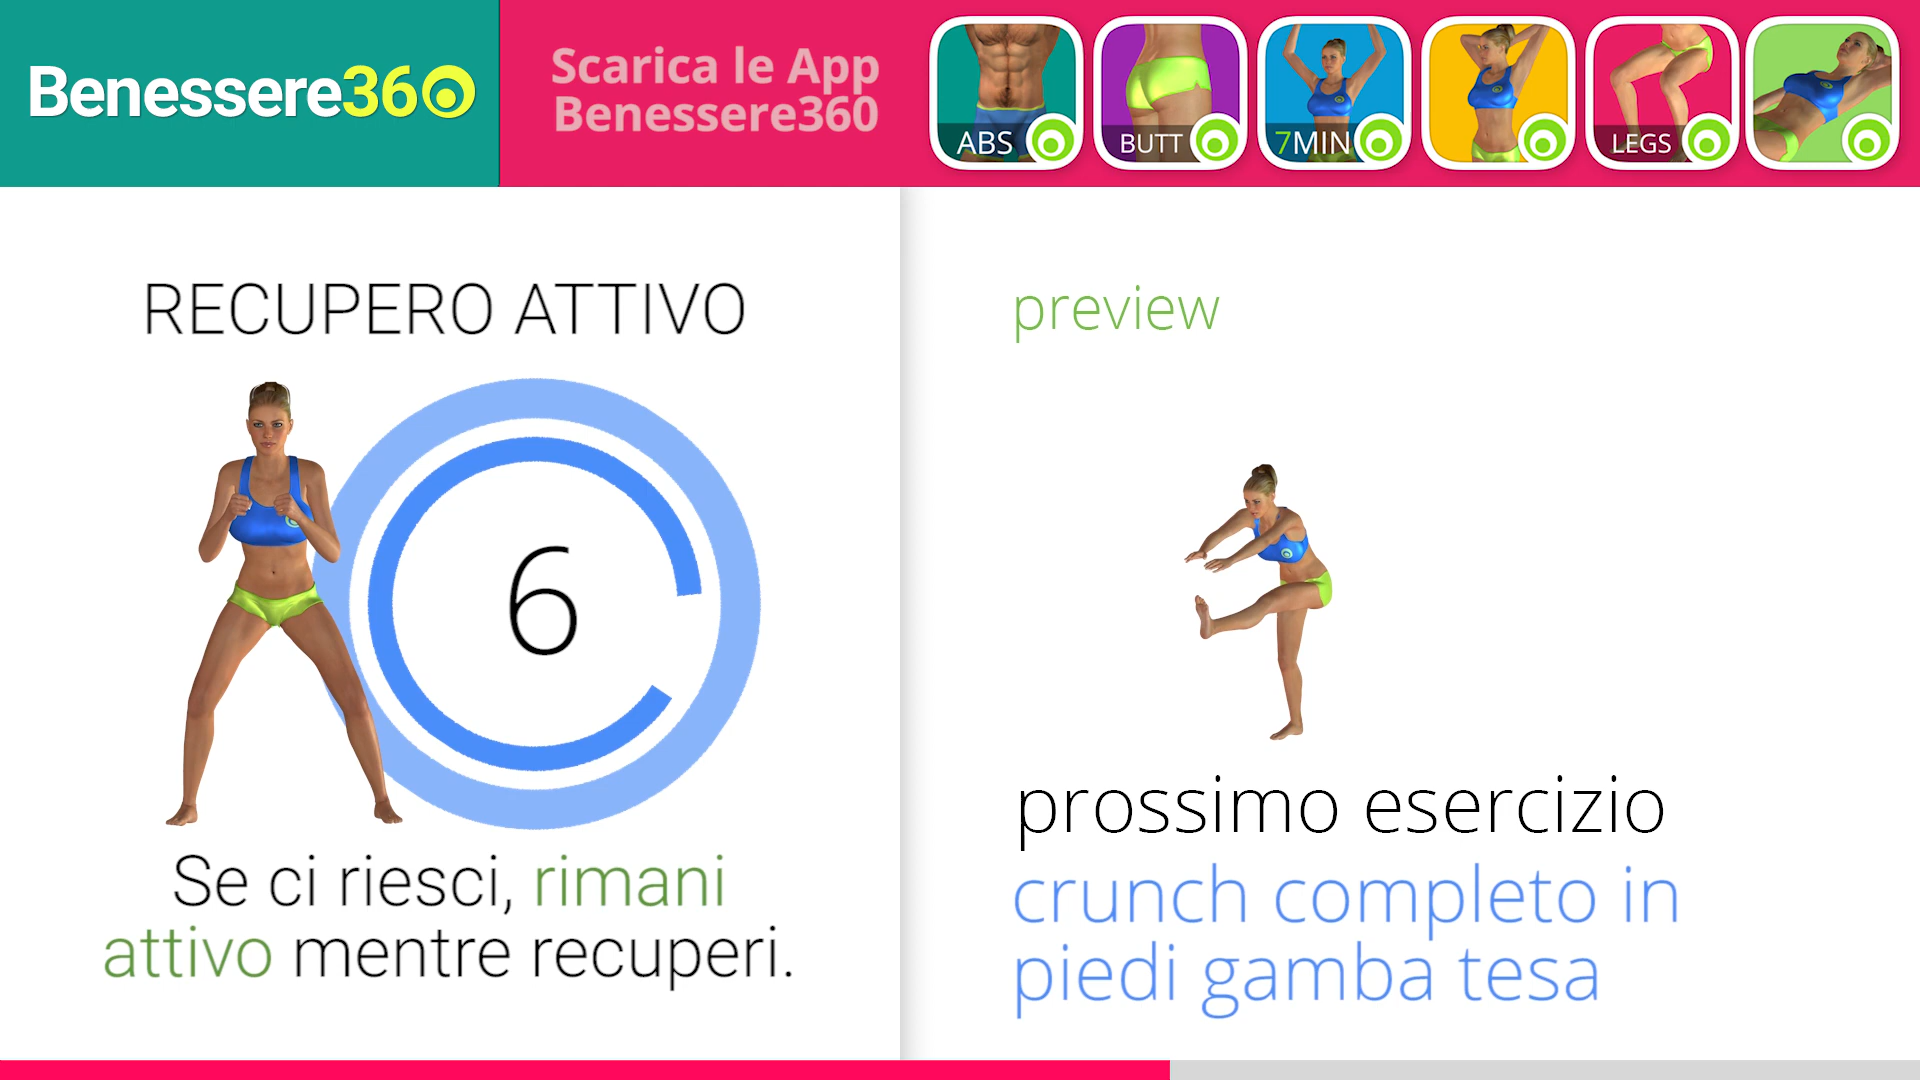 Benessere360
Scarica le App
Benessere360
ABS
BUTT
7MIN
LEGS
RECUPERO ATTIVO
6
Se ci riesci, rimani
attivo mentre recuperi.
preview
prossimo esercizio
crunch completo in
piedi gamba tesa